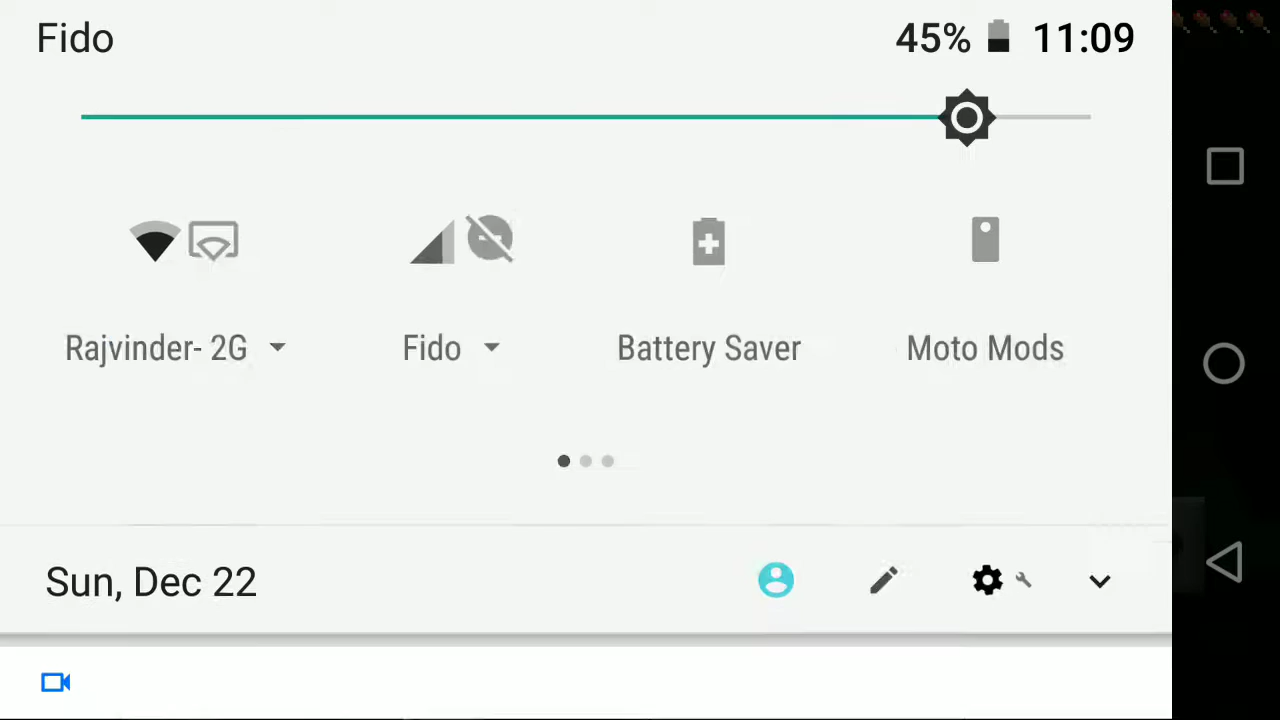 Fido 45% 11:09
Rajvinder- 2G Fido Battery Saver Moto Mods
Sun, Dec 22